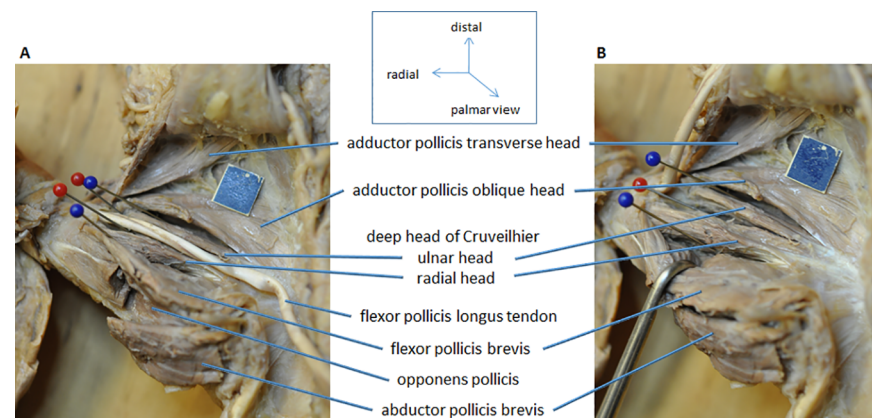 A
B
distal
radial
palmar view
adductor pollicis transverse head
adductor pollicis oblique head
deep head of Cruveilhier
ulnar head
radial head
flexor pollicis longus tendon
flexor pollicis brevis
opponens pollicis
abductor pollicis brevis